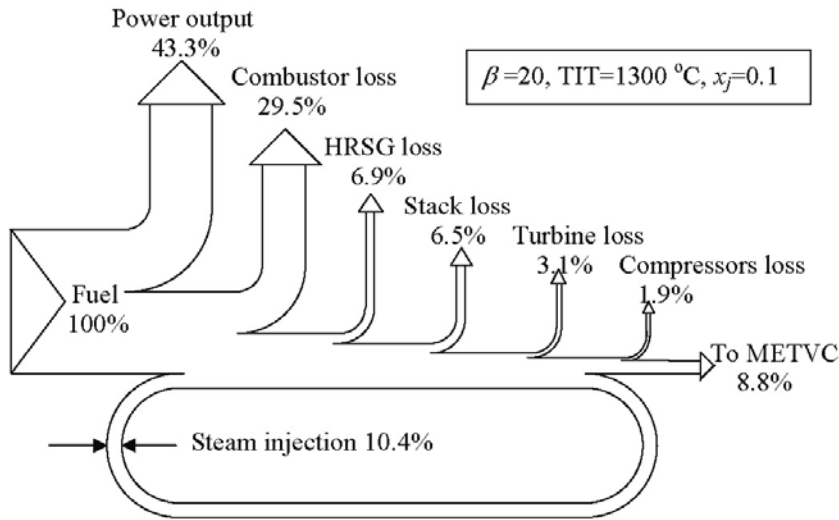 Power output
43.3%
β =20, TIT=1300 °C, xj=0.1
Combustor loss
29.5%
HRSG loss
6.9%
Stack loss
6.5%
Turbine loss
3.1%
Compressors loss
1.9%
Fuel
100%
To METVC
8.8%
Steam injection 10.4%